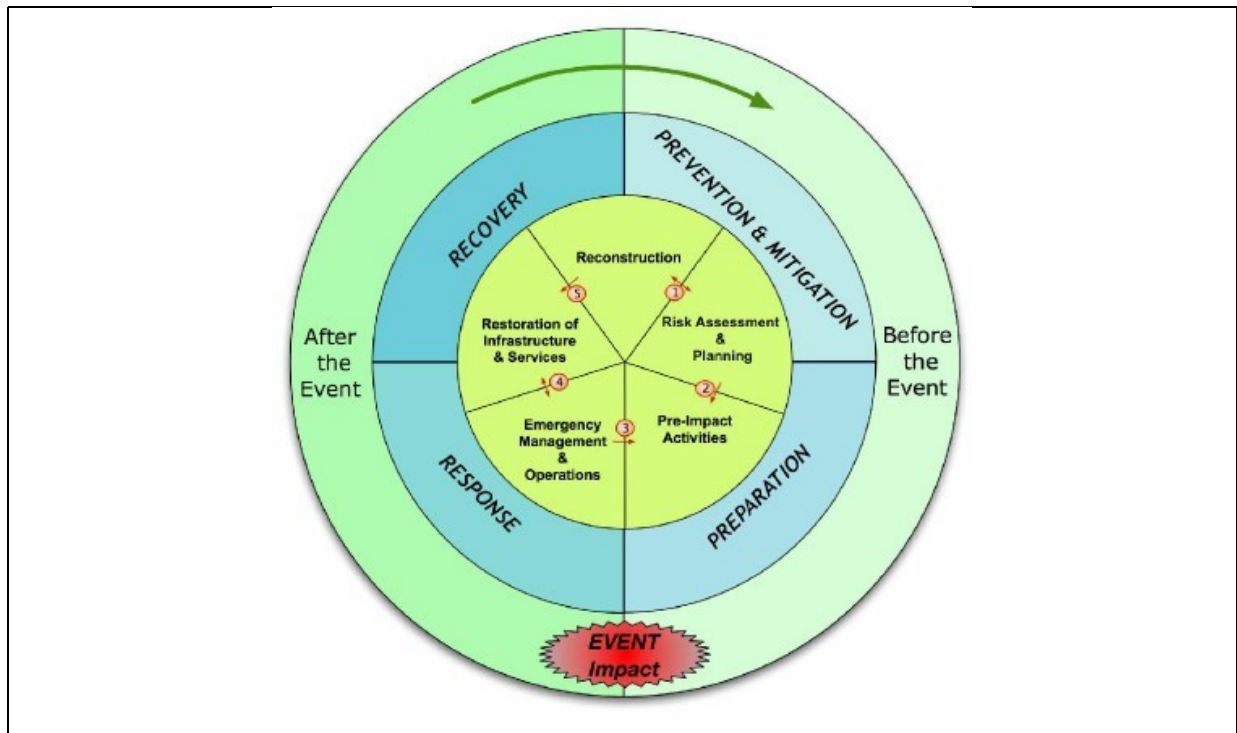 PREVENTION & MITIGATION
RECOVERY
Reconstruction
5
1
Restoration of
Infrastructure
& Services
Risk Assessment
&
Planning
After
the
Event
Before
the
Event
4
2
Emergency
Management
&
Operations
3
Pre-Impact
Activities
RESPONSE
PREPARATION
EVENT
Impact